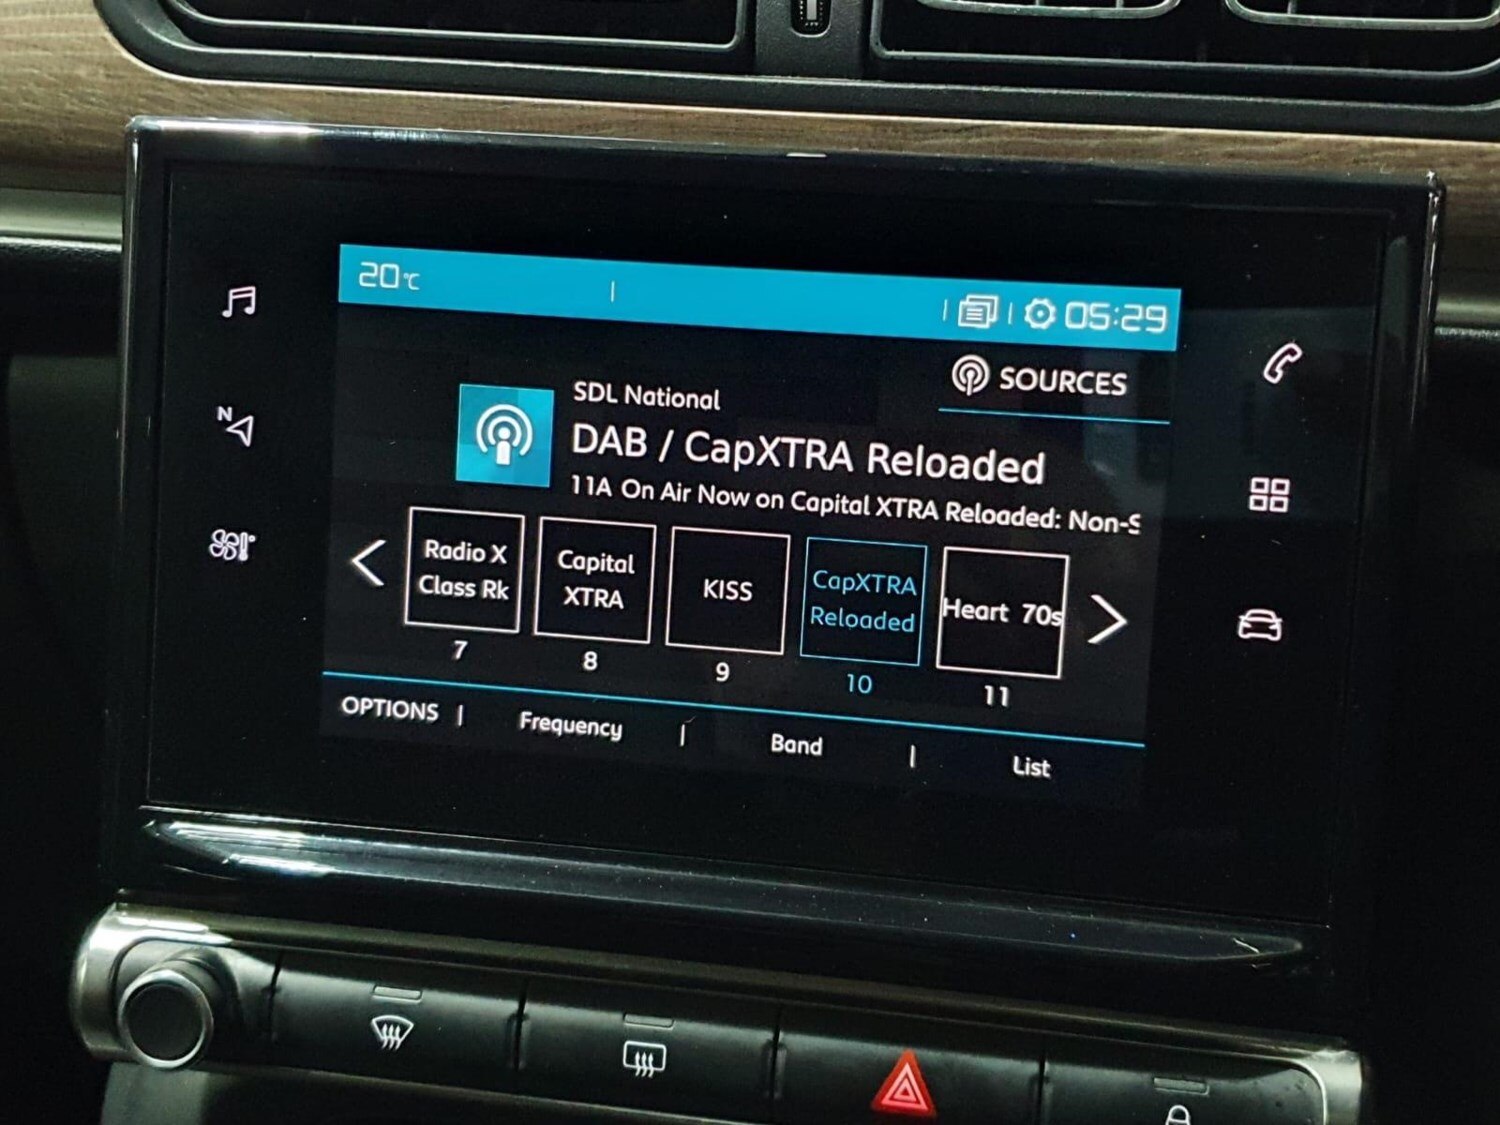 20°C
05:29
SOURCES
SDL National
DAB / CapXTRA Reloaded
11A On Air Now on Capital XTRA Reloaded: Non-S
Radio X
Class Rk
7
Capital
XTRA
8
KISS
9
CapXTRA
Reloaded
10
Heart 70s
11
OPTIONS | Frequency | Band | List
N